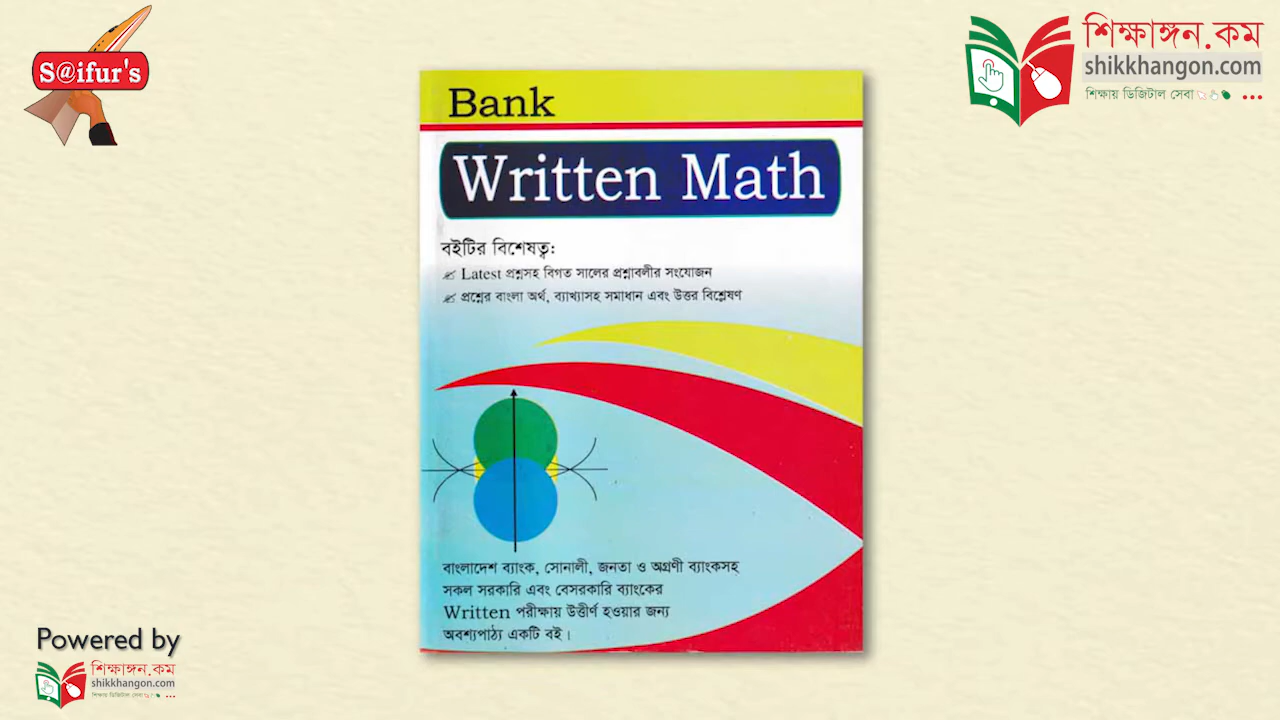 S@ifur's
শিক্ষাঙ্গন.কম
shikkhangon.com
শিক্ষায় ডিজিটাল সেবা
Bank
Written Math
বইটির বিশেষত্ব:
Latest প্রশ্নসহ বিগত সালের প্রশ্নাবলীর সংযোজন
প্রশ্নের বাংলা অর্থ, ব্যাখ্যাসহ সমাধান এবং উত্তর বিশ্লেষণ
বাংলাদেশ ব্যাংক, সোনালী, জনতা ও অগ্রণী ব্যাংকসহ
সকল সরকারি এবং বেসরকারি ব্যাংকের
Written পরীক্ষায় উত্তীর্ণ হওয়ার জন্য
অবশ্যপাঠ্য একটি বই।
Powered by
শিক্ষাঙ্গন.কম
shikkhangon.com
শিক্ষায় ডিজিটাল সেবা